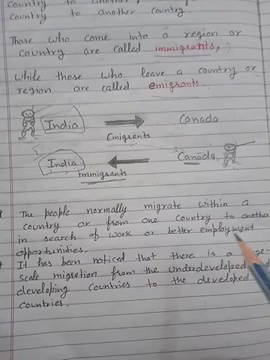 country to another,
country to another country.
Those who come into a region or
country are called immigrants,
While those who leave a country or
region are called emigrants.
India Canada
Emigrants
India Canada
Immigrants
The people normally migrate within a
country or from one country to another
in search of work or better employment
opportunities.
It has been noticed that there is a
scale migration from the underdeveloped
developing countries to the developed
countries.